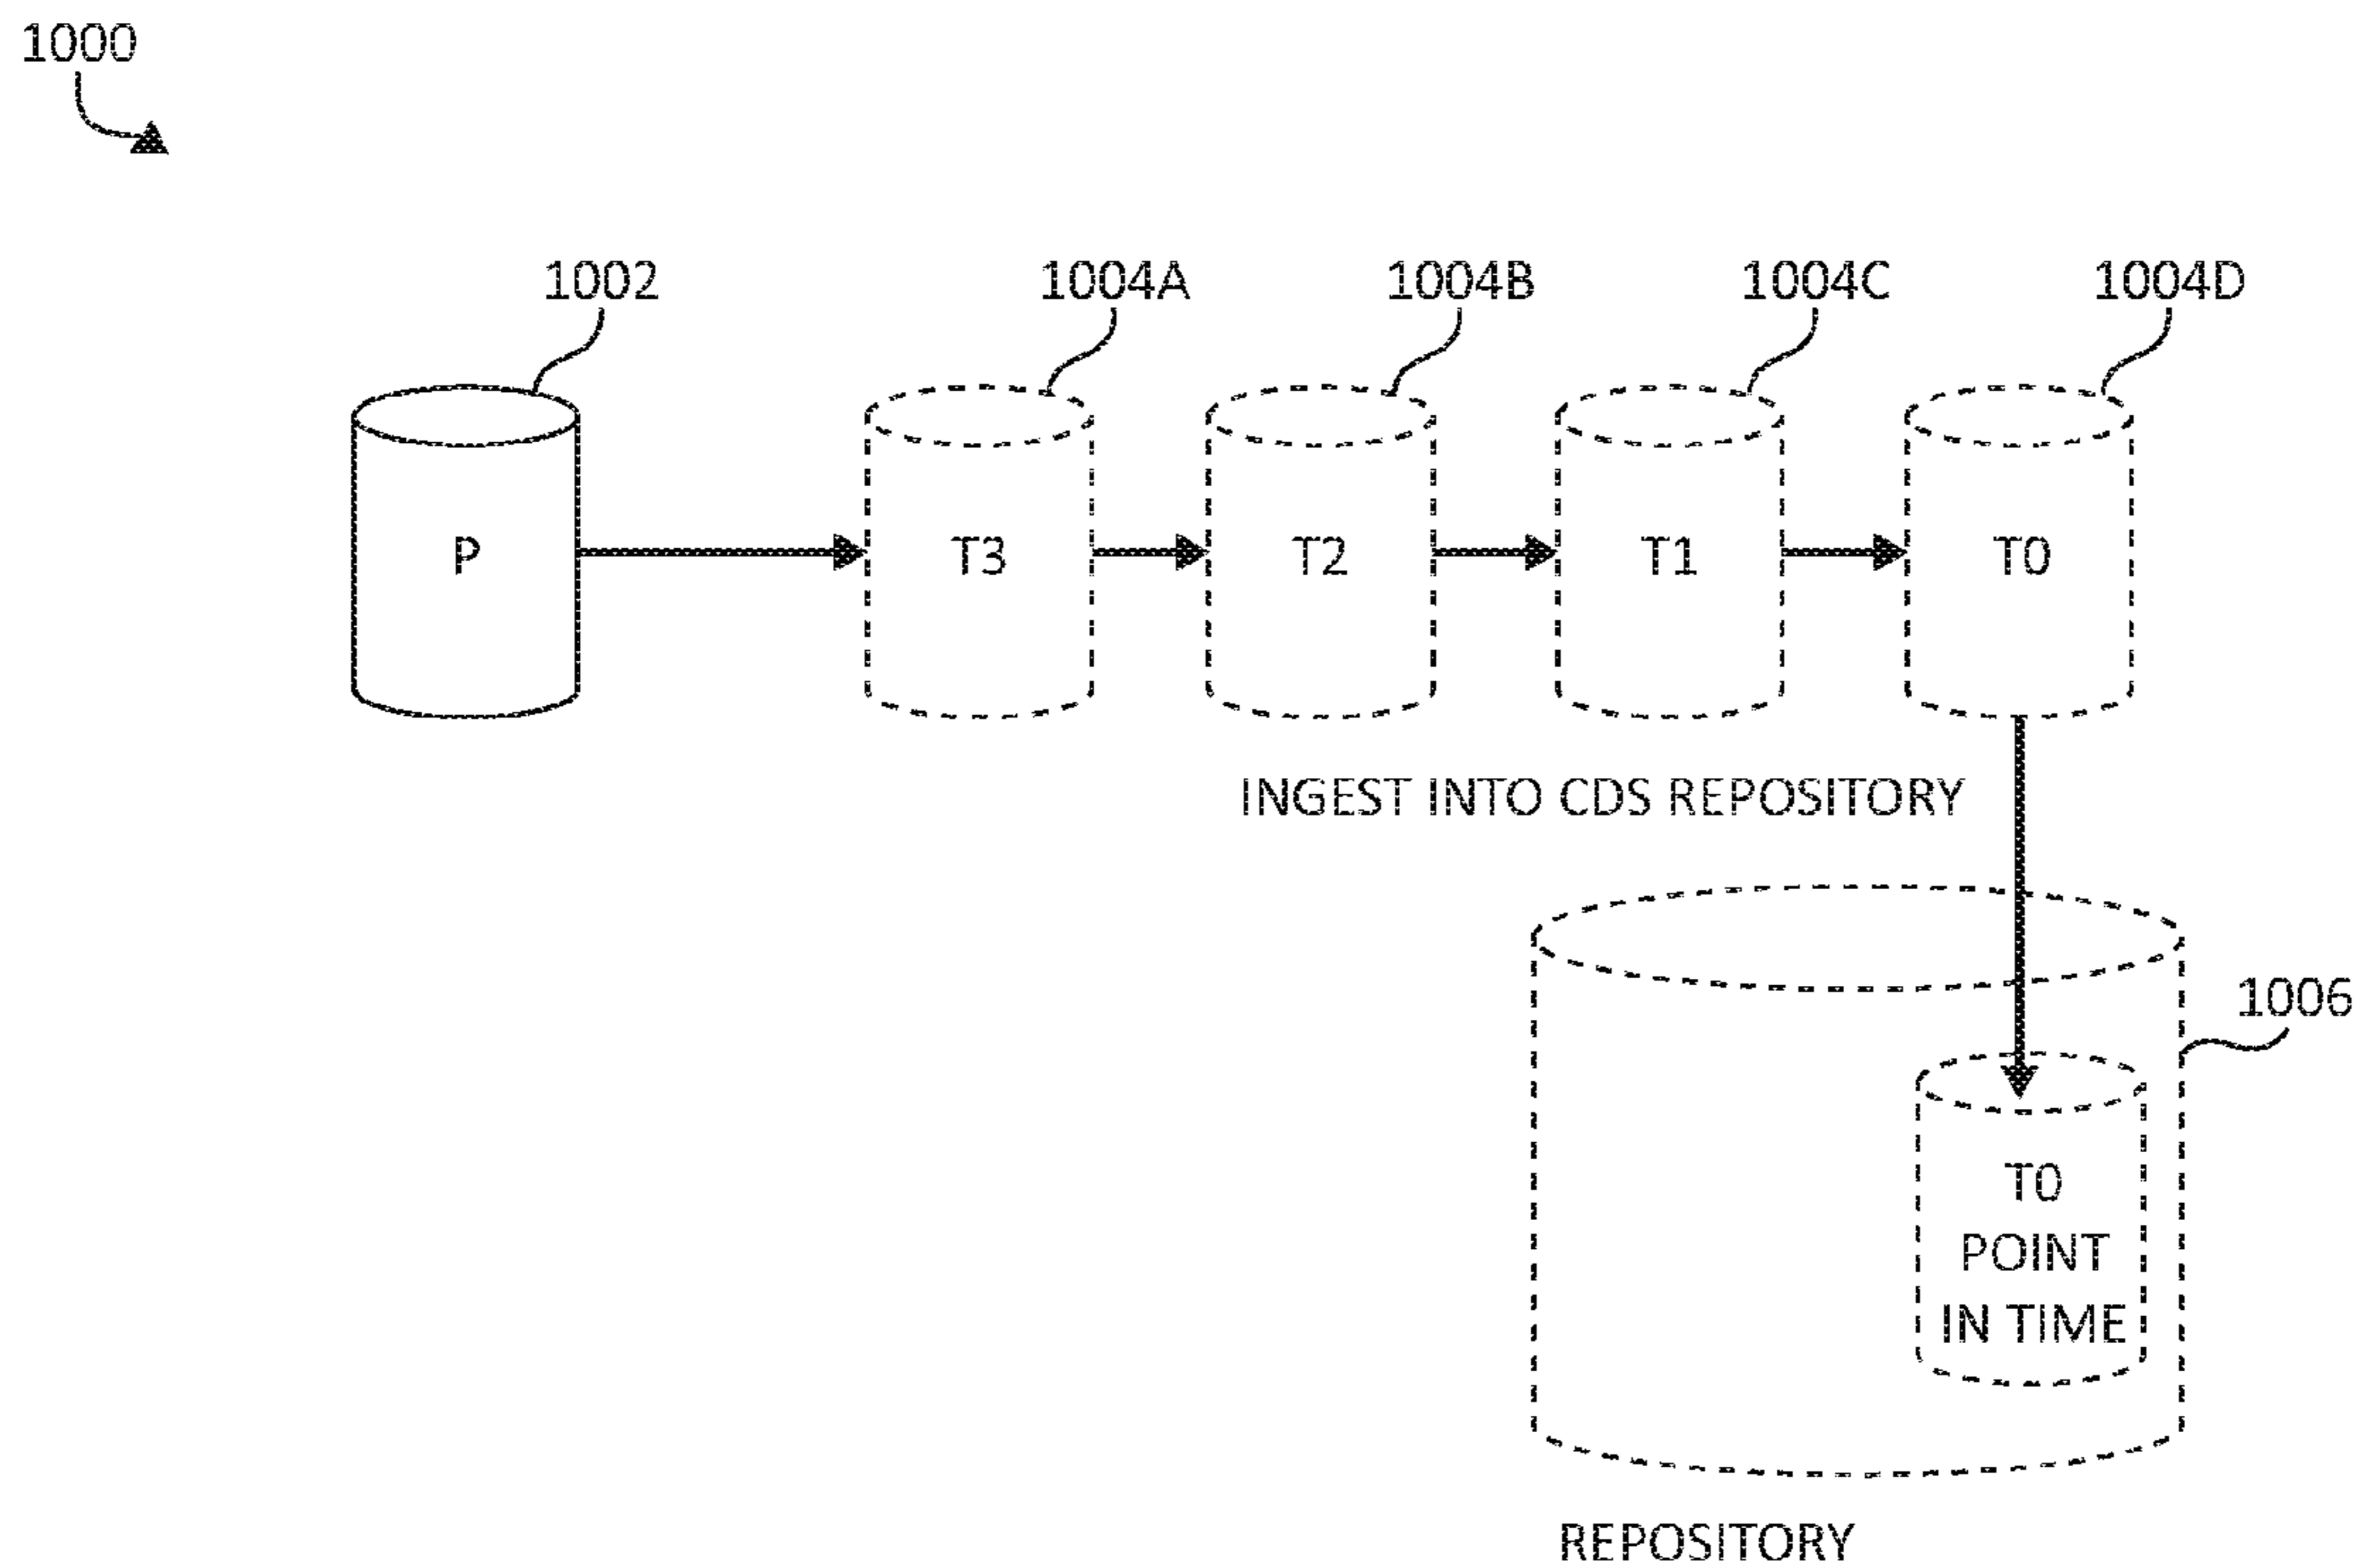 1000
1002
1004A
1004B
1004C
1004D
P
T3
T2
T1
T0
INGEST INTO CDS REPOSITORY
1006
T0
POINT
IN TIME
REPOSITORY